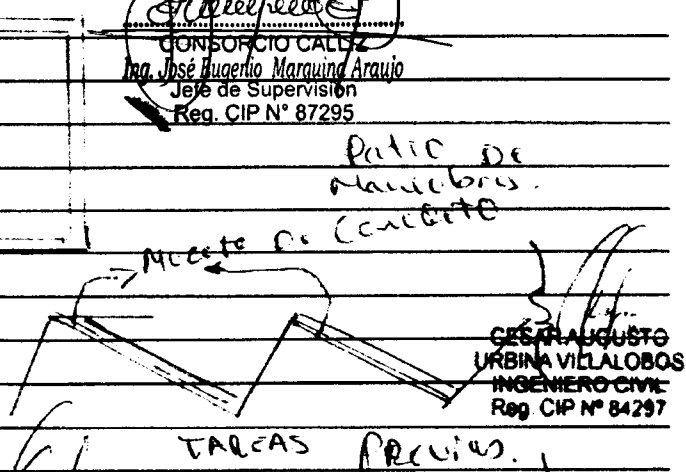 CONSORCIO CALLIZ
Ing. José Eugenio Marquina Araujo
Jefe de Supervisión
Reg. CIP N° 87295
Patio De
Maniobras.
De Concreto
CESAR AUGUSTO
URBINA VILLALOBOS
INGENIERO CIVIL
Reg. CIP Nº 84297
TAREAS PREVIAS.